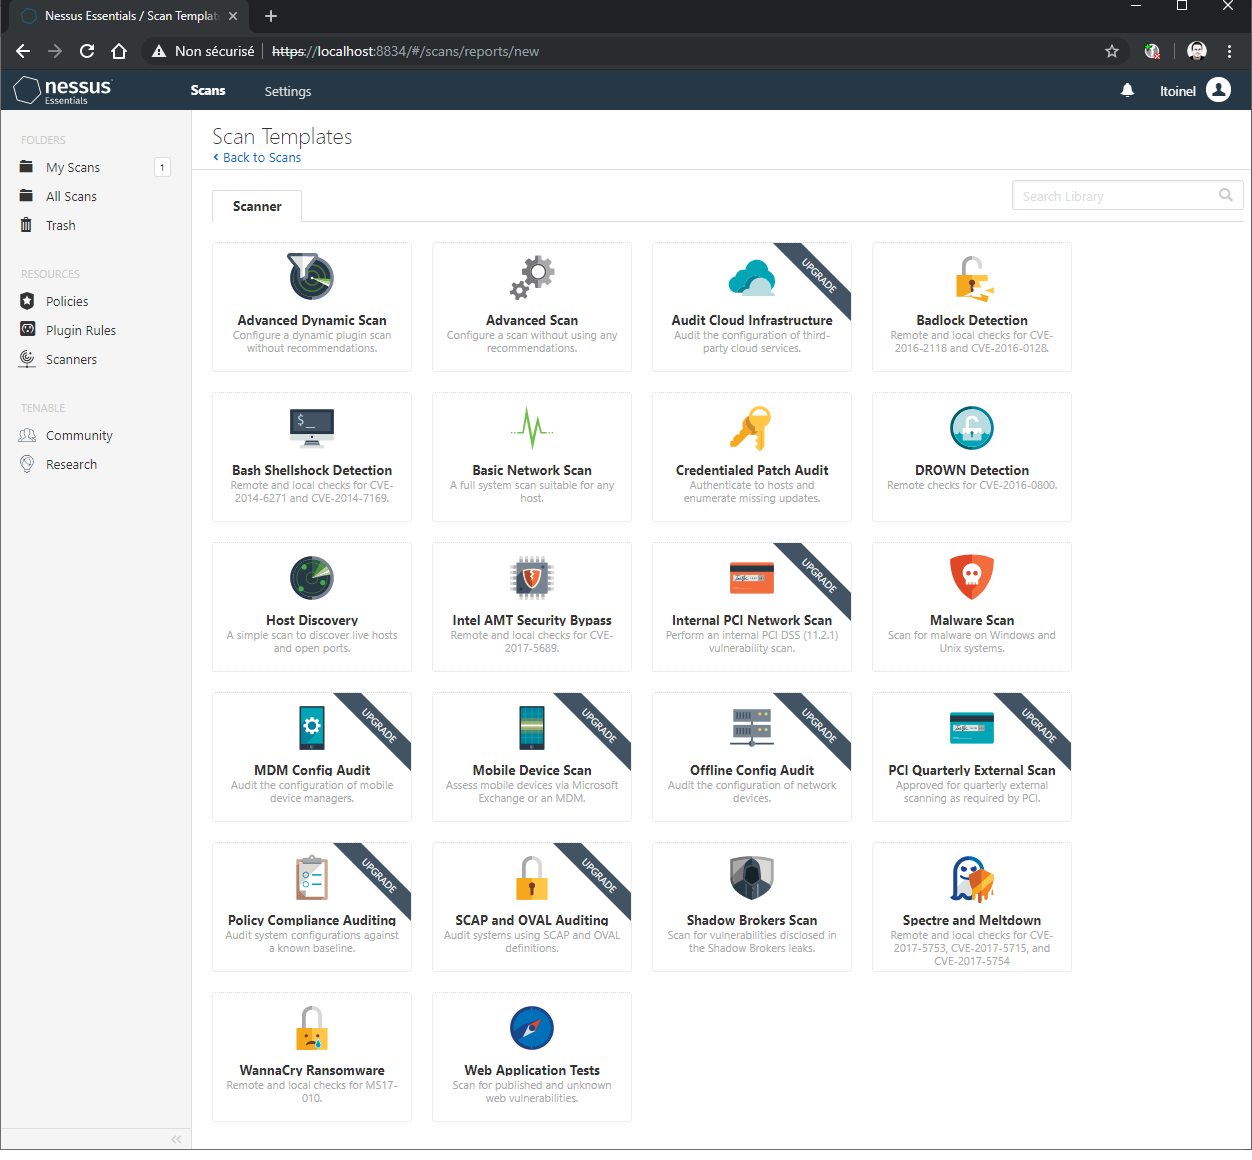 Nessus Essentials / Scan Templat
Non sécurisé
https://localhost:8834/#/scans/reports/new
nessus
Essentials
Scans
Settings
ltoinel
FOLDERS
My Scans
1
All Scans
Trash
RESOURCES
Policies
Plugin Rules
Scanners
TENABLE
Community
Research
Scan Templates
Back to Scans
Scanner
Search Library
Advanced Dynamic Scan
Configure a dynamic plugin scan
without recommendations.
Advanced Scan
Configure a scan without using any
recommendations.
UPGRADE
Audit Cloud Infrastructure
Audit the configuration of third-
party cloud services.
Badlock Detection
Remote and local checks for CVE-
2016-2118 and CVE-2016-0128.
$_
Bash Shellshock Detection
Remote and local checks for CVE-
2014-6271 and CVE-2014-7169.
Basic Network Scan
A full system scan suitable for any
host.
Credentialed Patch Audit
Authenticate to hosts and
enumerate missing updates.
DROWN Detection
Remote checks for CVE-2016-0800.
Host Discovery
A simple scan to discover live hosts
and open ports.
Intel AMT Security Bypass
Remote and local checks for CVE-
2017-5689.
UPGRADE
Internal PCI Network Scan
Perform an internal PCI DSS (11.2.1)
vulnerability scan.
Malware Scan
Scan for malware on Windows and
Unix systems.
UPGRADE
MDM Config Audit
Audit the configuration of mobile
device managers.
UPGRADE
Mobile Device Scan
Assess mobile devices via Microsoft
Exchange or an MDM.
UPGRADE
Offline Config Audit
Audit the configuration of network
devices.
UPGRADE
PCI Quarterly External Scan
Approved for quarterly external
scanning as required by PCI.
UPGRADE
Policy Compliance Auditing
Audit system configurations against
a known baseline.
UPGRADE
SCAP and OVAL Auditing
Audit systems using SCAP and OVAL
definitions.
Shadow Brokers Scan
Scan for vulnerabilities disclosed in
the Shadow Brokers leaks.
Spectre and Meltdown
Remote and local checks for CVE-
2017-5753, CVE-2017-5715, and
CVE-2017-5754
WannaCry Ransomware
Remote and local checks for MS17-
010.
Web Application Tests
Scan for published and unknown
web vulnerabilities.